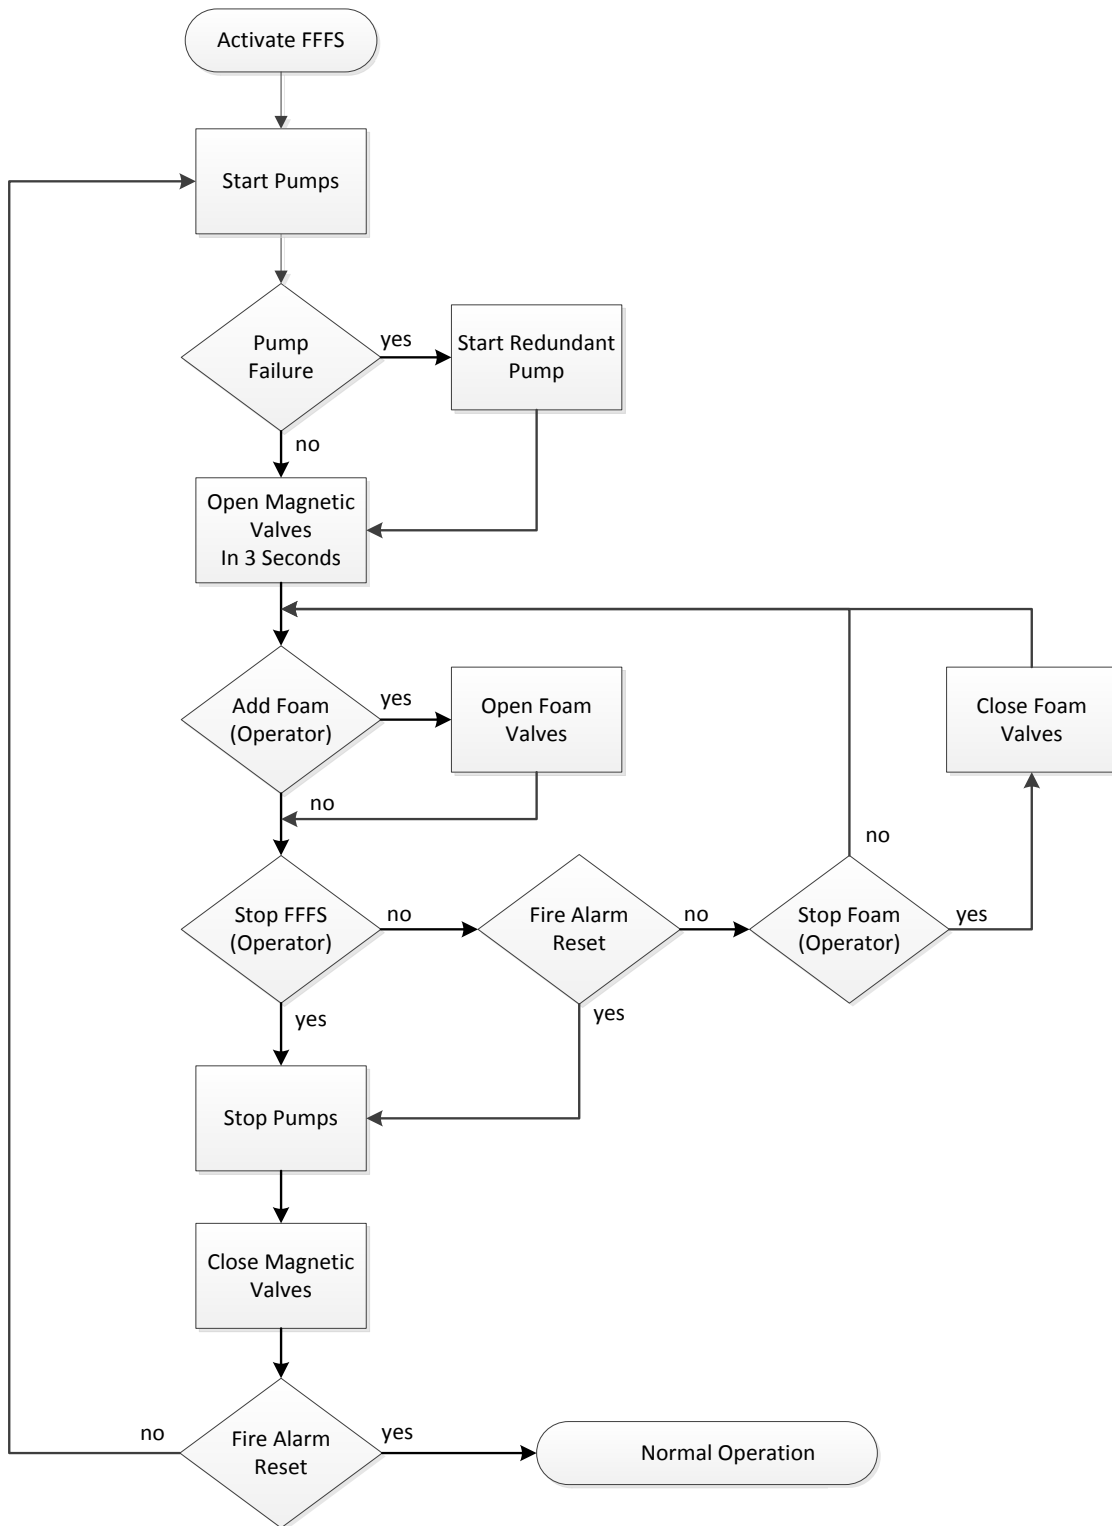 Activate FFFS
Start Pumps
Pump
Failure
yes
Start Redundant
Pump
no
Open Magnetic
Valves
In 3 Seconds
Add Foam
(Operator)
yes
Open Foam
Valves
Close Foam
Valves
no
no
Stop FFFS
(Operator)
no
Fire Alarm
Reset
no
Stop Foam
(Operator)
yes
yes
yes
Stop Pumps
Close Magnetic
Valves
no
Fire Alarm
Reset
yes
Normal Operation